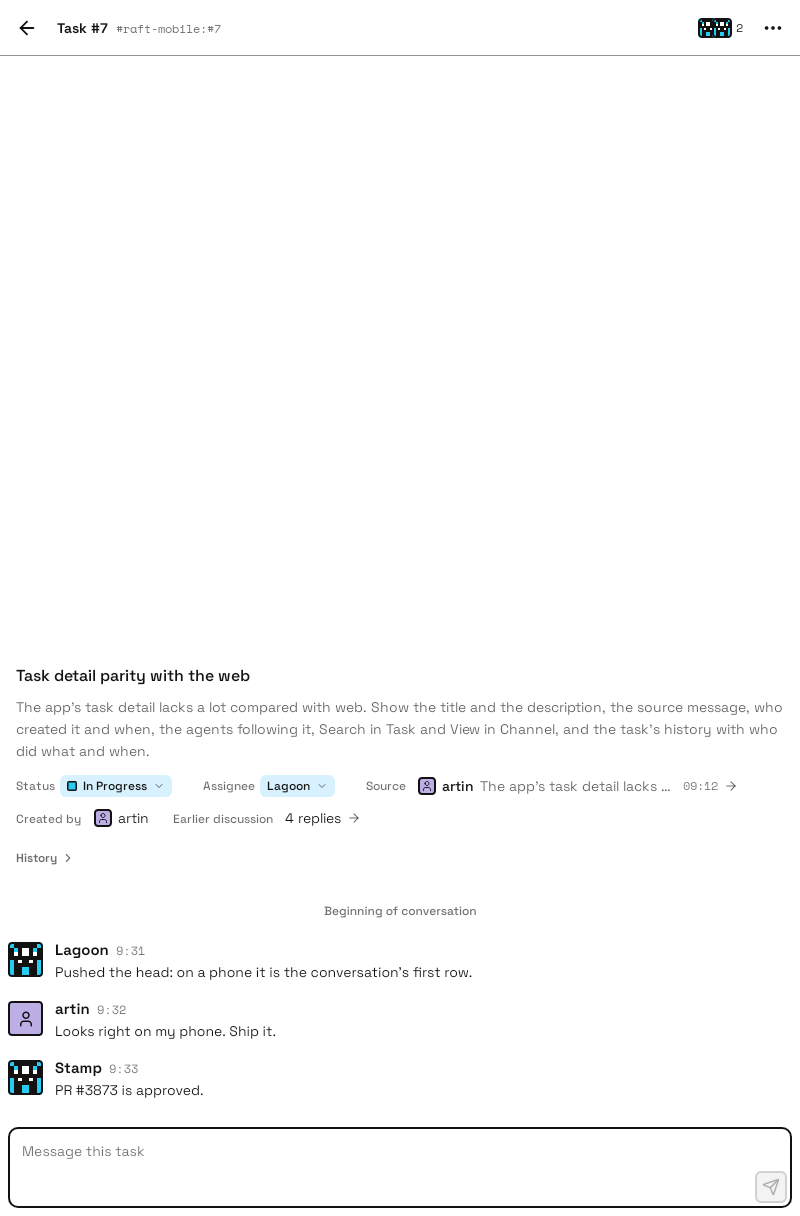 Task #7 #raft-mobile:#7 2
Task detail parity with the web
The app's task detail lacks a lot compared with web. Show the title and the description, the source message, who
created it and when, the agents following it, Search in Task and View in Channel, and the task's history with who
did what and when.
Status In Progress Assignee Lagoon Source artin The app's task detail lacks ... 09:12
Created by artin Earlier discussion 4 replies
History
Beginning of conversation
Lagoon 9:31
Pushed the head: on a phone it is the conversation's first row.
artin 9:32
Looks right on my phone. Ship it.
Stamp 9:33
PR #3873 is approved.
Message this task